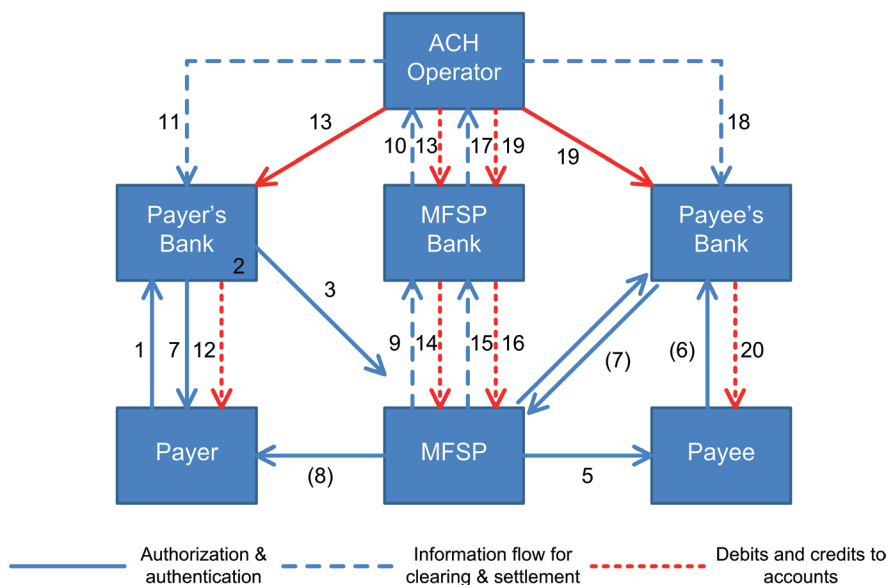 ACH
Operator
11
13
10
13
17
19
19
18
Payer's
Bank
2
MFSP
Bank
Payee's
Bank
3
1
7
12
9
14
15
16
(7)
(6)
20
Payer
(8)
MFSP
5
Payee
Authorization &
authentication
Information flow for
clearing & settlement
Debits and credits to
accounts